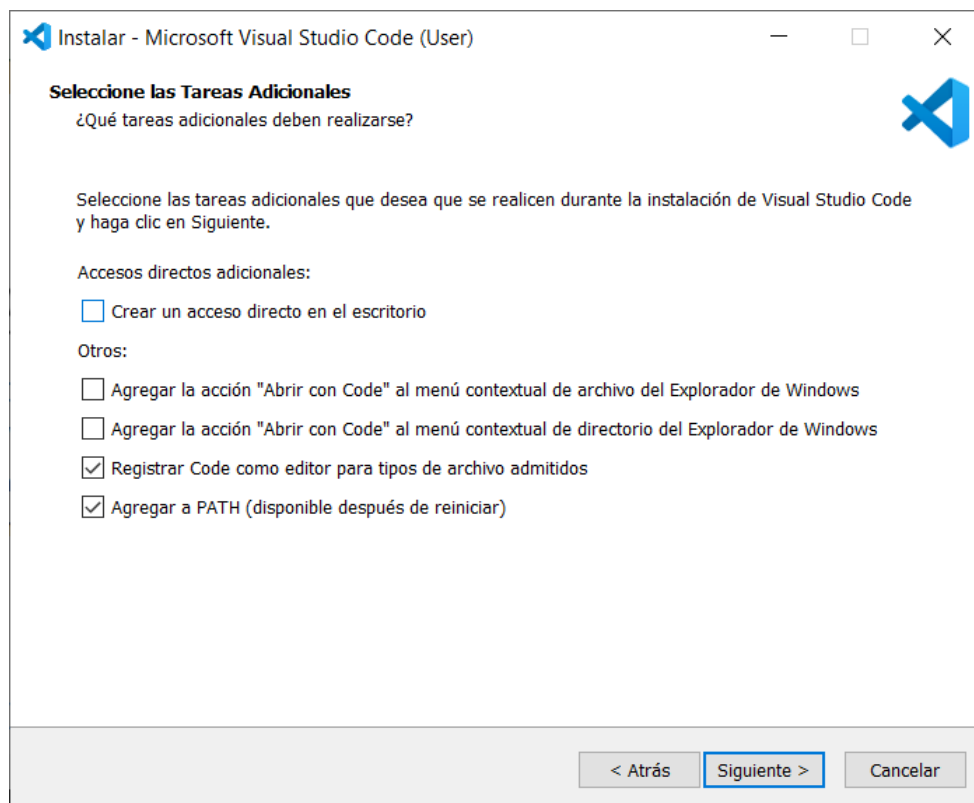 Instalar - Microsoft Visual Studio Code (User)
Seleccione las Tareas Adicionales
¿Qué tareas adicionales deben realizarse?
Seleccione las tareas adicionales que desea que se realicen durante la instalación de Visual Studio Code
y haga clic en Siguiente.
Accesos directos adicionales:
Crear un acceso directo en el escritorio
Otros:
Agregar la acción "Abrir con Code" al menú contextual de archivo del Explorador de Windows
Agregar la acción "Abrir con Code" al menú contextual de directorio del Explorador de Windows
Registrar Code como editor para tipos de archivo admitidos
Agregar a PATH (disponible después de reiniciar)
< Atrás Siguiente > Cancelar